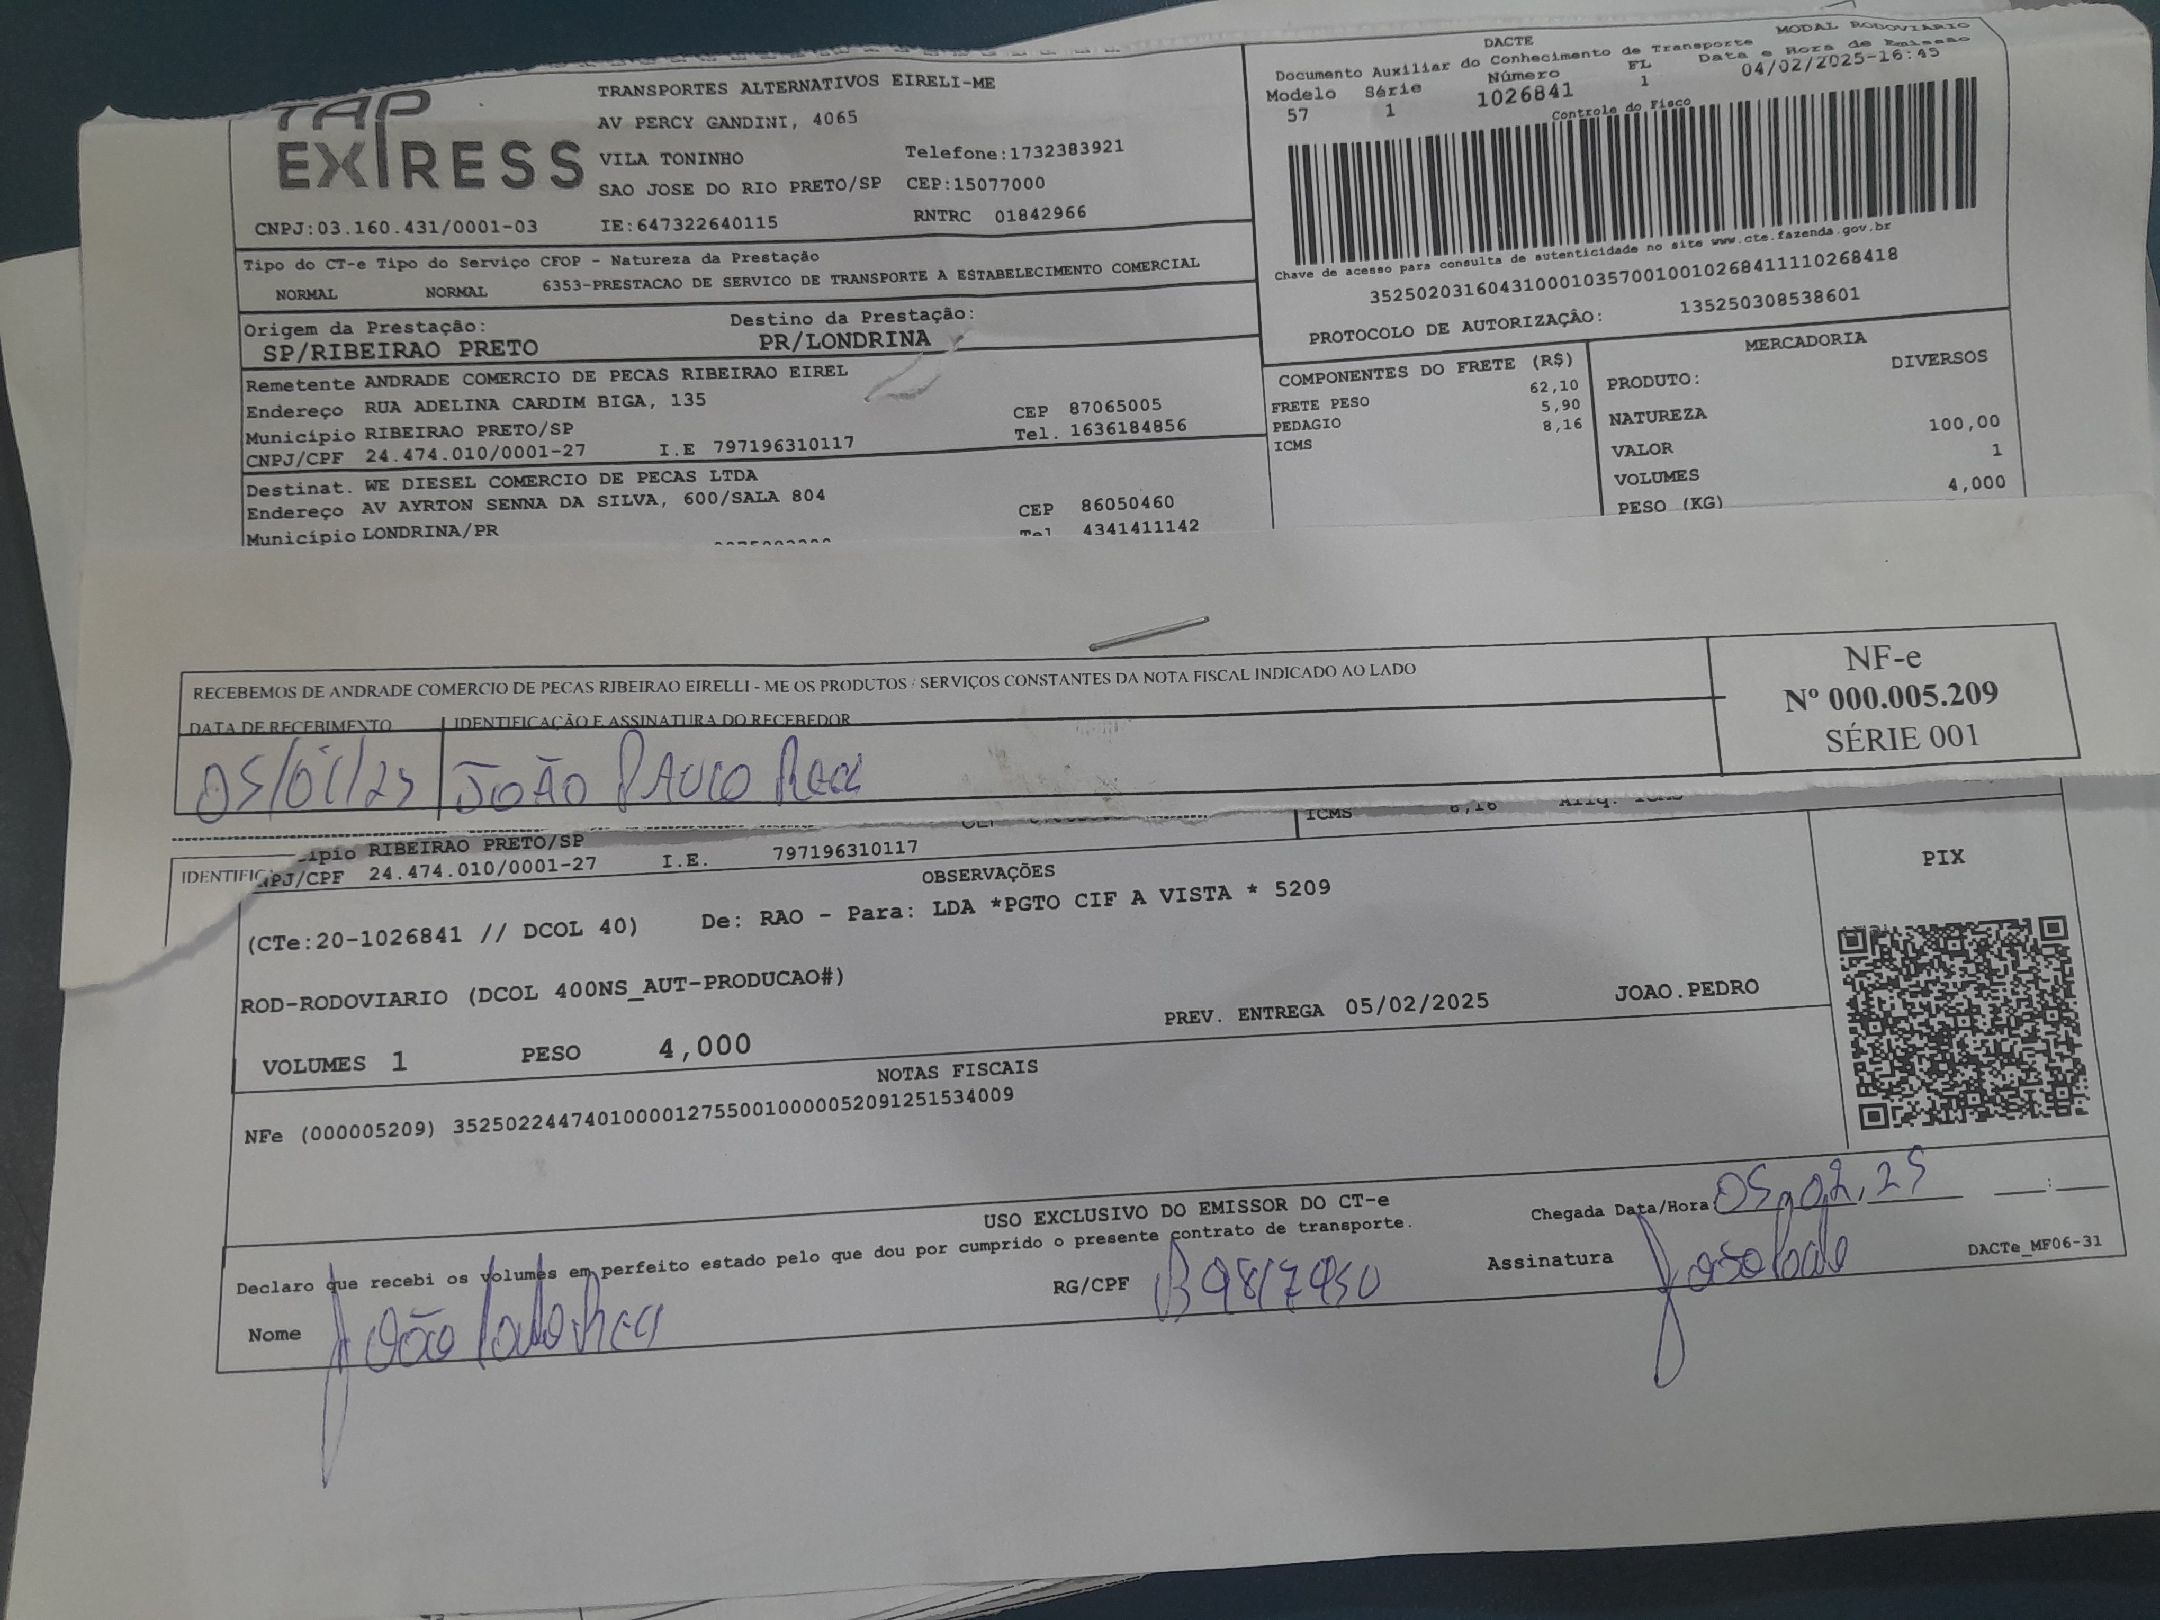 TAP
EXPRESS
TRANSPORTES ALTERNATIVOS EIRELI-ME
AV PERCY GANDINI, 4065
VILA TONINHO Telefone:1732383921
SAO JOSE DO RIO PRETO/SP CEP:15077000
CNPJ:03.160.431/0001-03 IE:647322640115 RNTRC 01842966
MODAL RODOVIÁRIO
DACTE
Documento Auxiliar do Conhecimento de Transporte Data e Hora de Emissão
Modelo Série Número FL 04/02/2025-16:45
57 1 1026841 1
Controle do Fisco
Chave de acesso para consulta de autenticidade no site www.cte.fazenda.gov.br
35250203160431000103570010010268411110268418
PROTOCOLO DE AUTORIZAÇÃO: 135250308538601
Tipo do CT-e Tipo do Serviço CFOP - Natureza da Prestação
NORMAL NORMAL 6353-PRESTACAO DE SERVICO DE TRANSPORTE A ESTABELECIMENTO COMERCIAL
Origem da Prestação: Destino da Prestação:
SP/RIBEIRAO PRETO PR/LONDRINA
Remetente ANDRADE COMERCIO DE PECAS RIBEIRAO EIREL
Endereço RUA ADELINA CARDIM BIGA, 135 CEP 87065005
Município RIBEIRAO PRETO/SP Tel. 1636184856
CNPJ/CPF 24.474.010/0001-27 I.E 797196310117
Destinat. WE DIESEL COMERCIO DE PECAS LTDA
Endereço AV AYRTON SENNA DA SILVA, 600/SALA 804 CEP 86050460
Município LONDRINA/PR Tel 4341411142
COMPONENTES DO FRETE (R$)
62,10
FRETE PESO 5,90
PEDAGIO 8,16
ICMS
MERCADORIA
PRODUTO: DIVERSOS
NATUREZA
VALOR 100,00
VOLUMES 1
PESO (KG) 4,000
RECEBEMOS DE ANDRADE COMERCIO DE PECAS RIBEIRAO EIRELLI - ME OS PRODUTOS / SERVIÇOS CONSTANTES DA NOTA FISCAL INDICADO AO LADO
DATA DE RECEBIMENTO IDENTIFICAÇÃO E ASSINATURA DO RECEBEDOR
JOÃO PAULO
NF-e
Nº 000.005.209
SÉRIE 001
ICMS 8,16
RIBEIRAO PRETO/SP
IDENTIFIC NPJ/CPF 24.474.010/0001-27 I.E. 797196310117
OBSERVAÇÕES
(CTe:20-1026841 // DCOL 40) De: RAO - Para: LDA *PGTO CIF A VISTA * 5209
ROD-RODOVIARIO (DCOL 400NS_AUT-PRODUCAO#)
PREV. ENTREGA 05/02/2025 JOAO.PEDRO
VOLUMES 1 PESO 4,000
PIX
NOTAS FISCAIS
NFe (000005209) 35250224474010000127550010000052091251534009
USO EXCLUSIVO DO EMISSOR DO CT-e
Chegada Data/Hora 05,02,25 :
Declaro que recebi os volumes em perfeito estado pelo que dou por cumprido o presente contrato de transporte.
Nome João RG/CPF Assinatura João DACTe_MF06-31